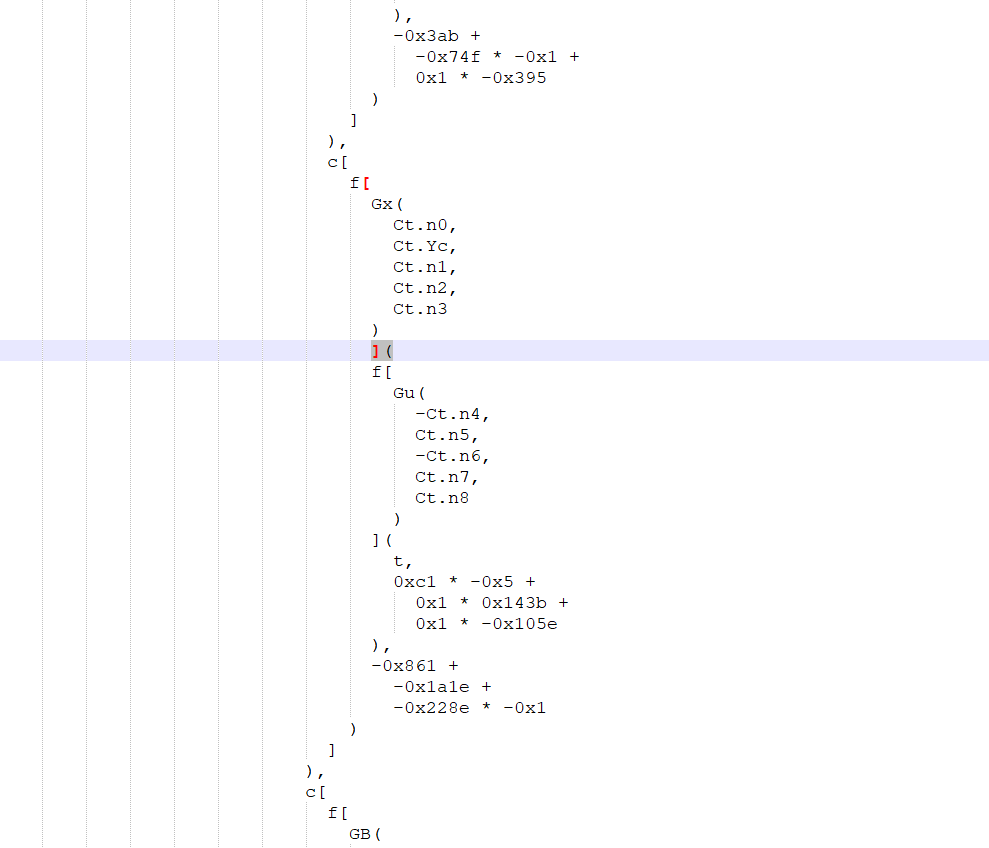 ),
-0x3ab +
-0x74f * -0x1 +
0x1 * -0x395
)
]
),
c[
f[
Gx(
Ct.n0,
Ct.Yc,
Ct.n1,
Ct.n2,
Ct.n3
)
](
f[
Gu(
-Ct.n4,
Ct.n5,
-Ct.n6,
Ct.n7,
Ct.n8
)
](
t,
0xc1 * -0x5 +
0x1 * 0x143b +
0x1 * -0x105e
),
-0x861 +
-0x1a1e +
-0x228e * -0x1
)
]
),
c[
f[
GB(